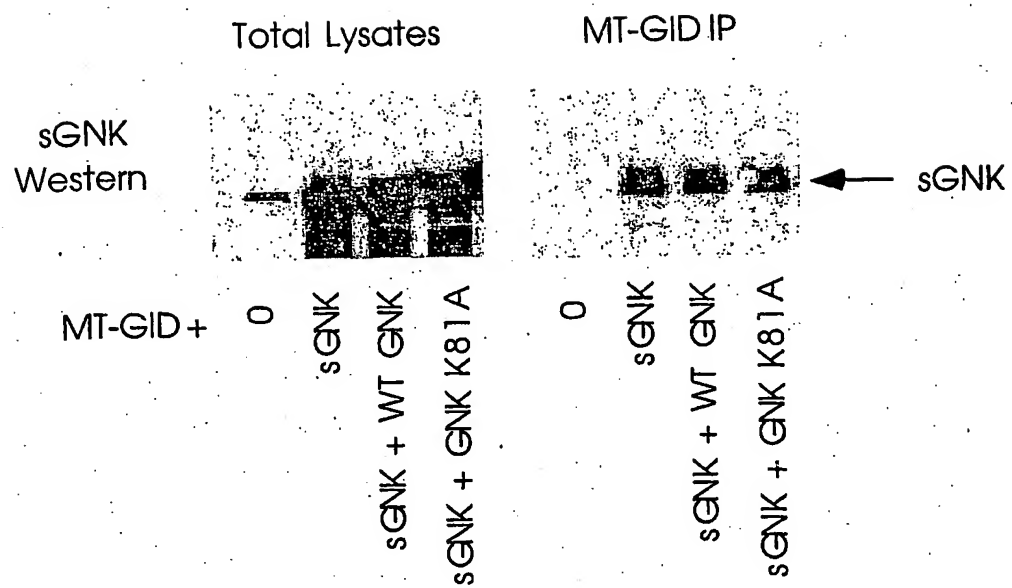 Total Lysates
MT-GID IP
sGNK
Western
sGNK
MT-GID +
0
sGNK
sGNK + WT GNK
sGNK + GNK K81A
0
sGNK
sGNK + WT GNK
sGNK + GNK K81A